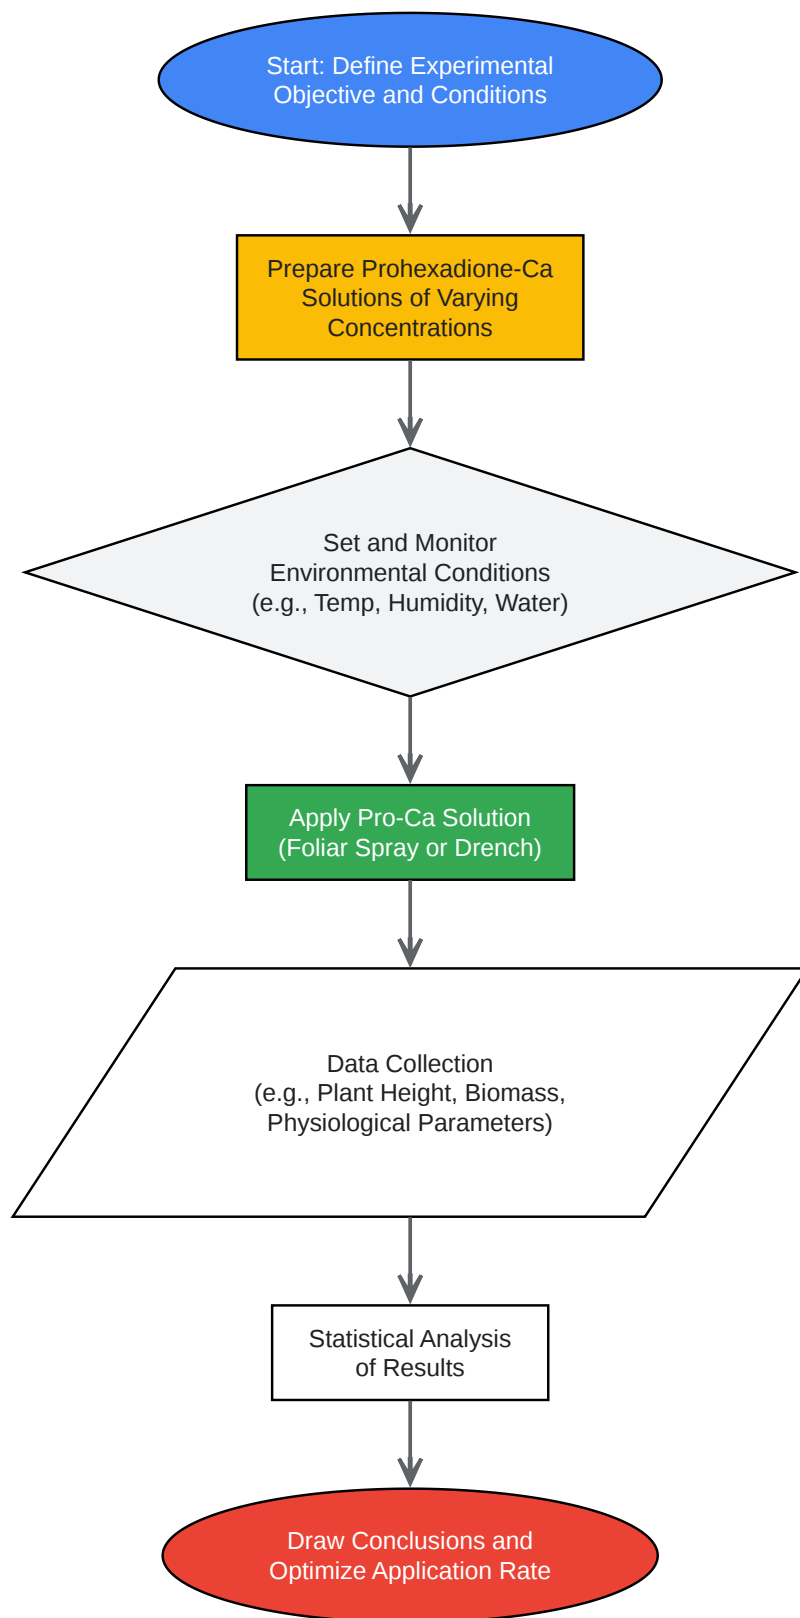 Start: Define Experimental
Objective and Conditions
Prepare Prohexadione-Ca
Solutions of Varying
Concentrations
Set and Monitor
Environmental Conditions
(e.g., Temp, Humidity, Water)
Apply Pro-Ca Solution
(Foliar Spray or Drench)
Data Collection
(e.g., Plant Height, Biomass,
Physiological Parameters)
Statistical Analysis
of Results
Draw Conclusions and
Optimize Application Rate